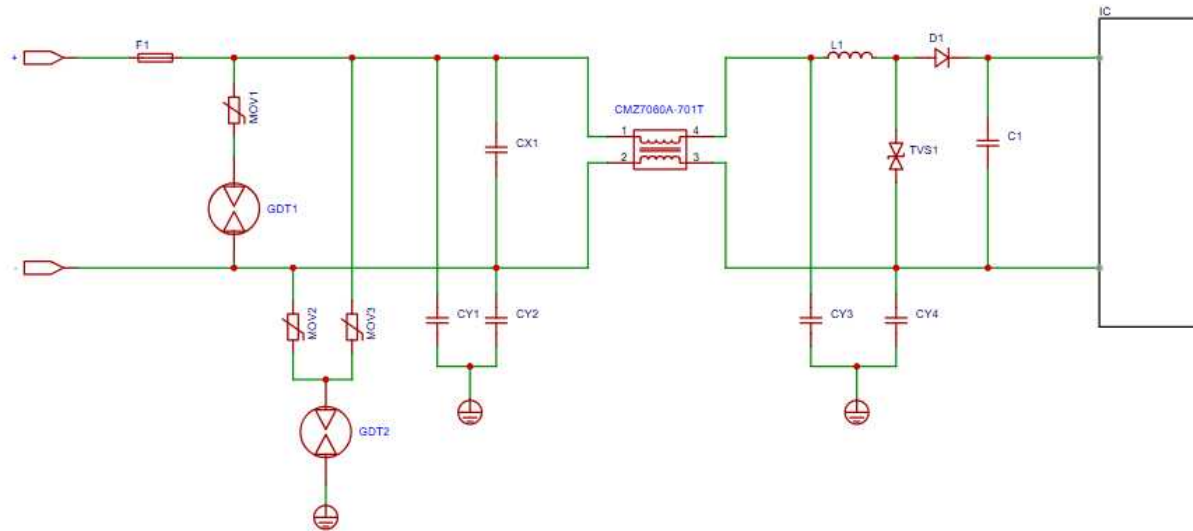 IC
+
F1
L1
D1
MOV1
CMZ7060A-701T
1
4
CX1
2
3
TVS1
C1
GDT1
-
MOV2
MOV3
CY1
CY2
CY3
CY4
GDT2